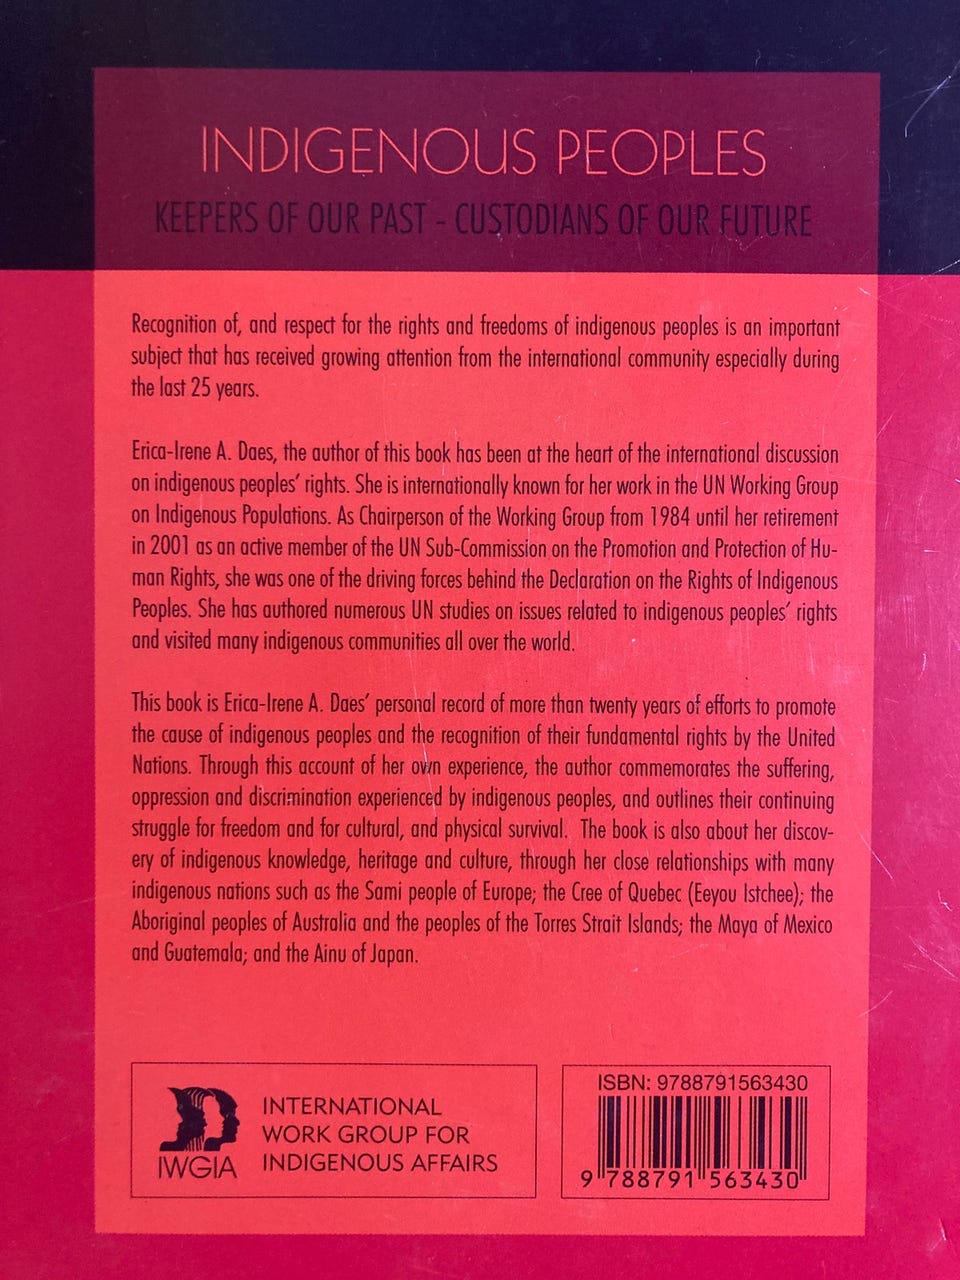 INDIGENOUS PEOPLES
KEEPERS OF OUR PAST - CUSTODIANS OF OUR FUTURE
Recognition of, and respect for the rights and freedoms of indigenous peoples is an important
subject that has received growing attention from the international community especially during
the last 25 years.
Erica-Irene A. Daes, the author of this book has been at the heart of the international discussion
on indigenous peoples' rights. She is internationally known for her work in the UN Working Group
on Indigenous Populations. As Chairperson of the Working Group from 1984 until her retirement
in 2001 as an active member of the UN Sub-Commission on the Promotion and Protection of Hu-
man Rights, she was one of the driving forces behind the Declaration on the Rights of Indigenous
Peoples. She has authored numerous UN studies on issues related to indigenous peoples' rights
and visited many indigenous communities all over the world.
This book is Erica-Irene A. Daes' personal record of more than twenty years of efforts to promote
the cause of indigenous peoples and the recognition of their fundamental rights by the United
Nations. Through this account of her own experience, the author commemorates the suffering,
oppression and discrimination experienced by indigenous peoples, and outlines their continuing
struggle for freedom and for cultural, and physical survival. The book is also about her discov-
ery of indigenous knowledge, heritage and culture, through her close relationships with many
indigenous nations such as the Sami people of Europe; the Cree of Quebec (Eeyou Istchee); the
Aboriginal peoples of Australia and the peoples of the Torres Strait Islands; the Maya of Mexico
and Guatemala; and the Ainu of Japan.
IWGIA
INTERNATIONAL
WORK GROUP FOR
INDIGENOUS AFFAIRS
ISBN: 9788791563430
9 788791 563430